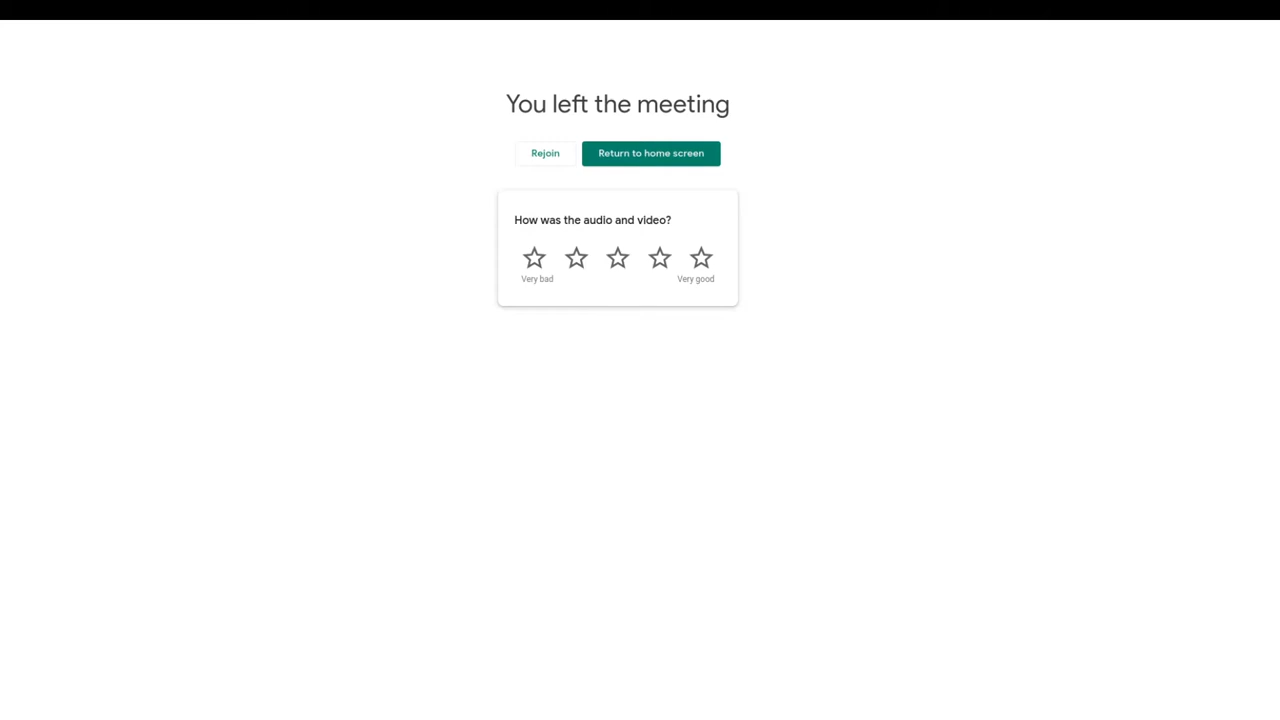 You left the meeting
Rejoin Return to home screen
How was the audio and video?
Very bad Very good